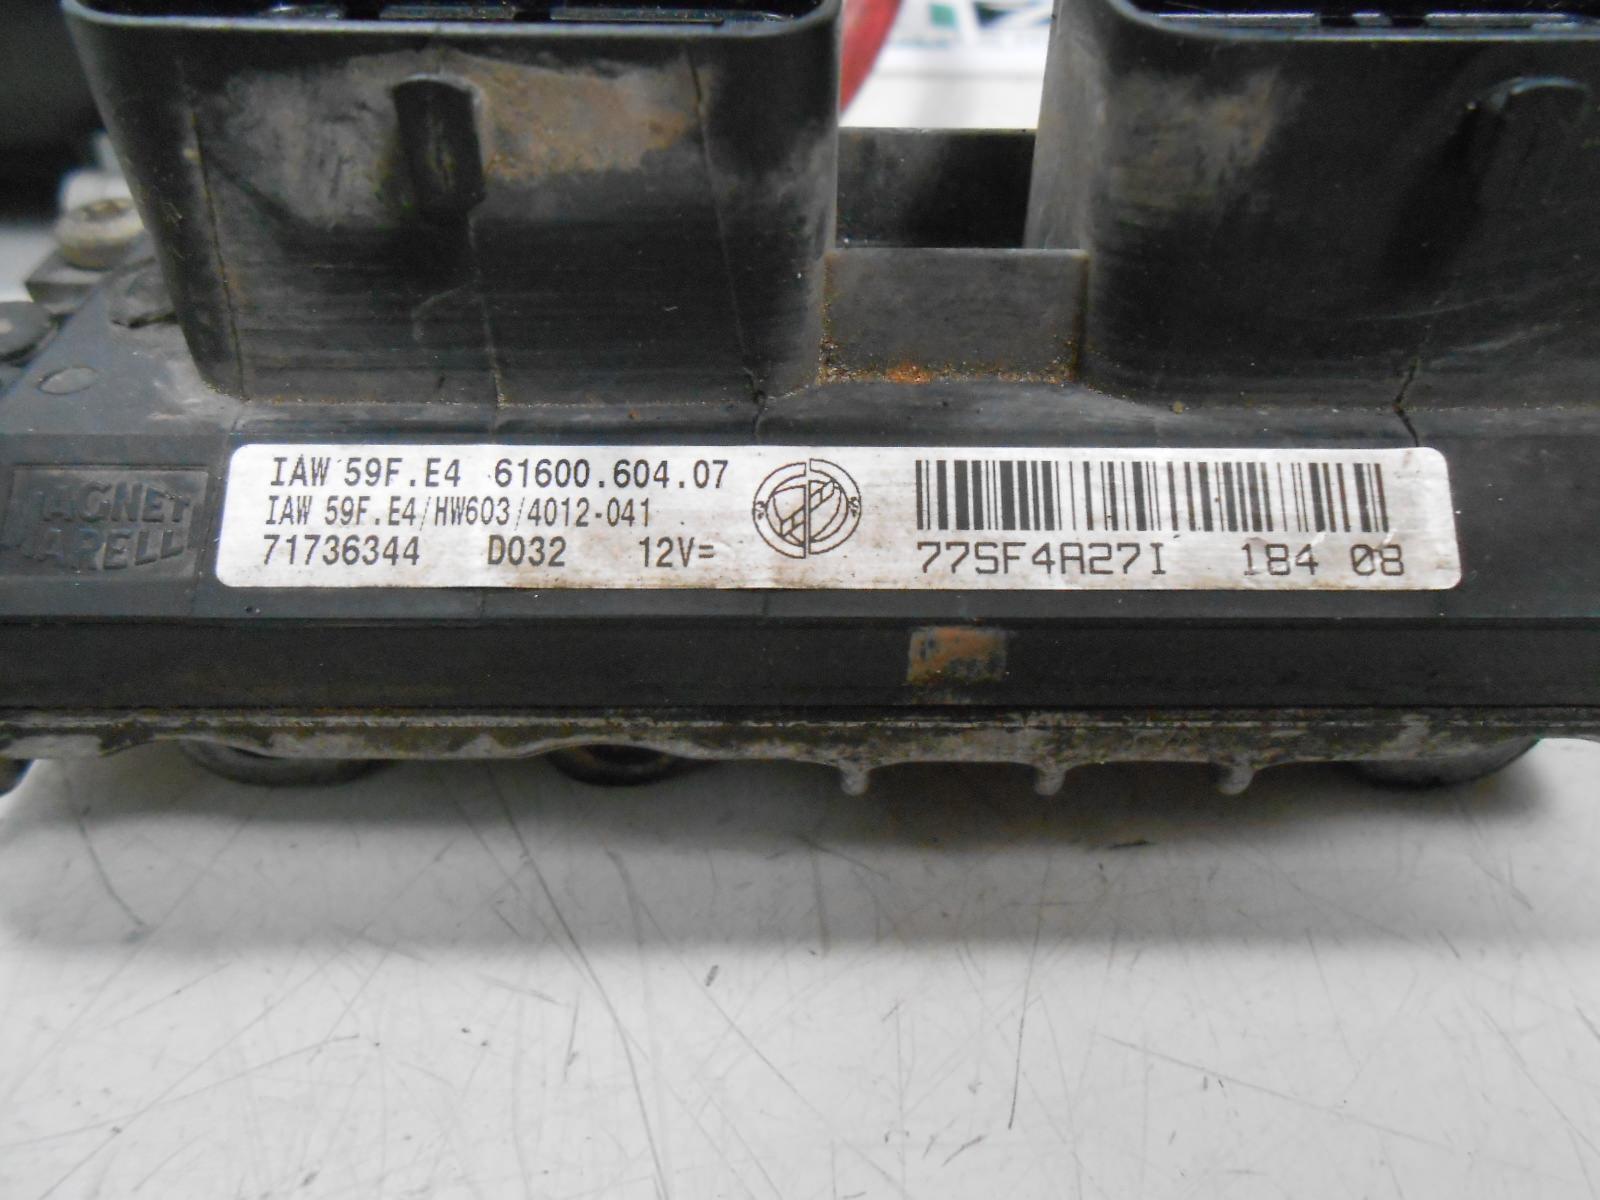 MAGNETI
MARELLI
IAW 59F.E4 61600.604.07
IAW 59F.E4/HW603/4012-041
71736344 D032 12V=
77SF4A27I 184 08